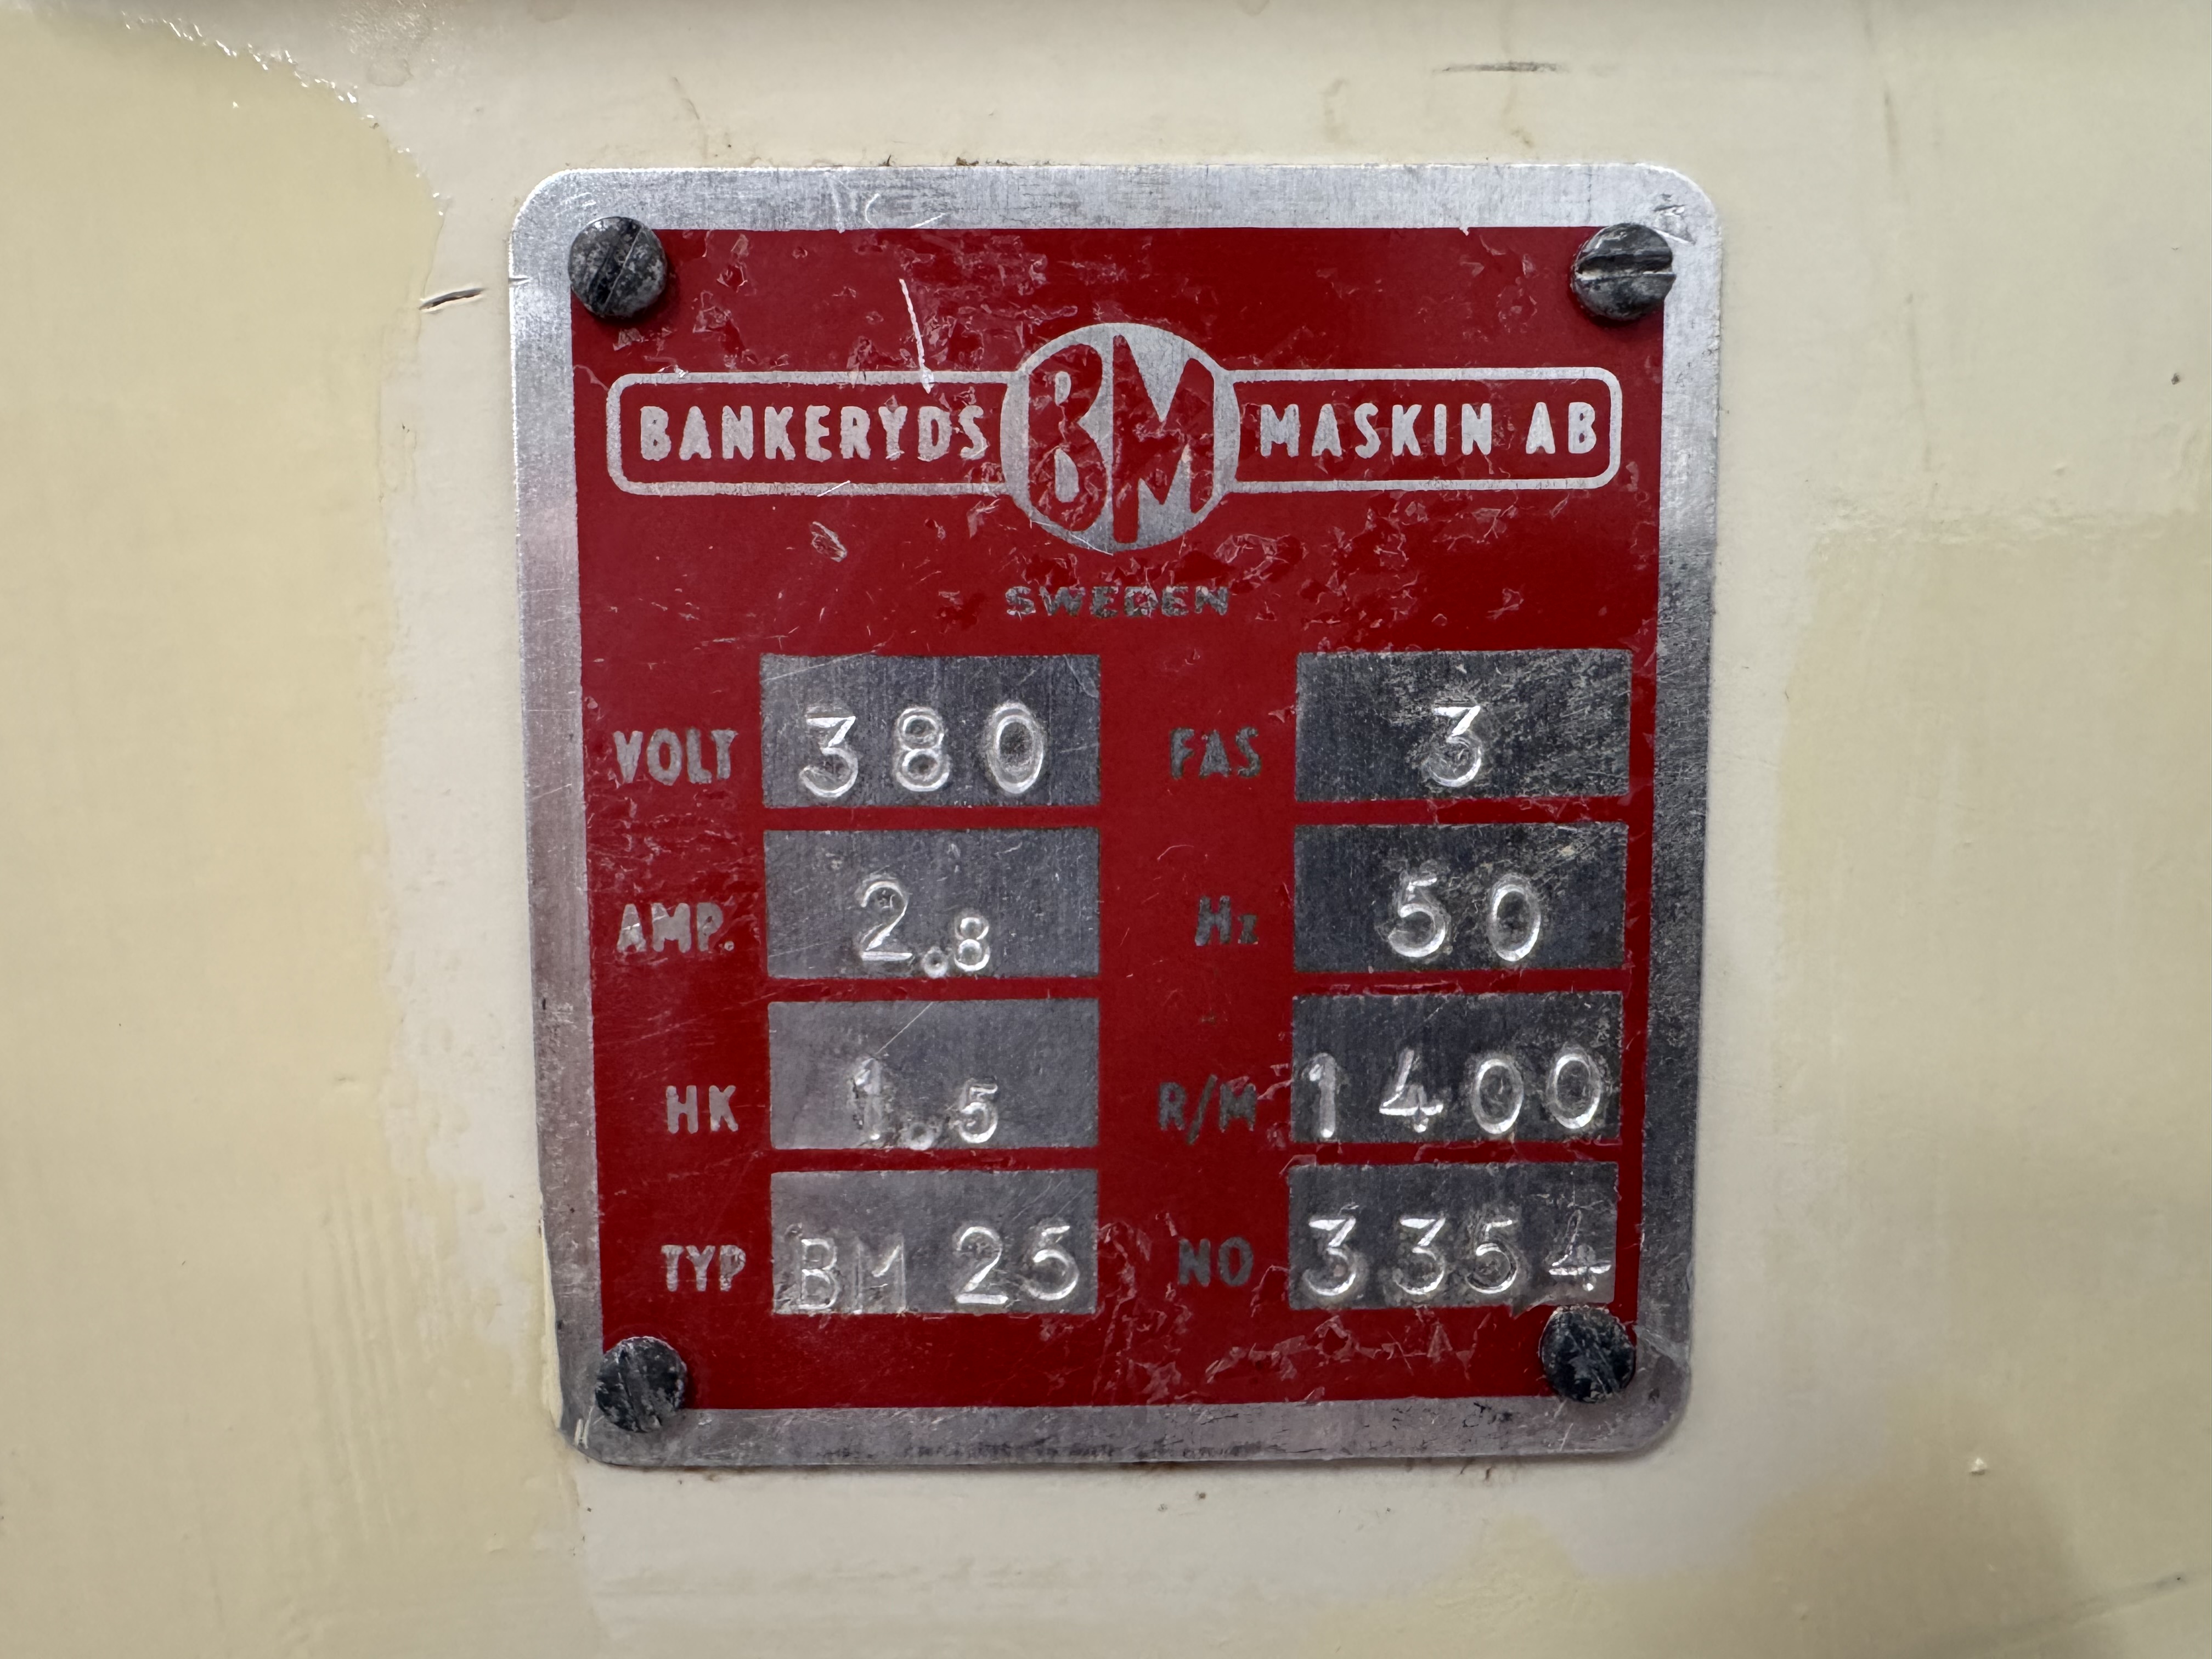 BANKERYDS BM MASKIN AB
SWEDEN
VOLT 380 FAS 3
AMP. 2.8 Hz 50
HK 1.5 R/M 1400
TYP BM 25 NO 3354